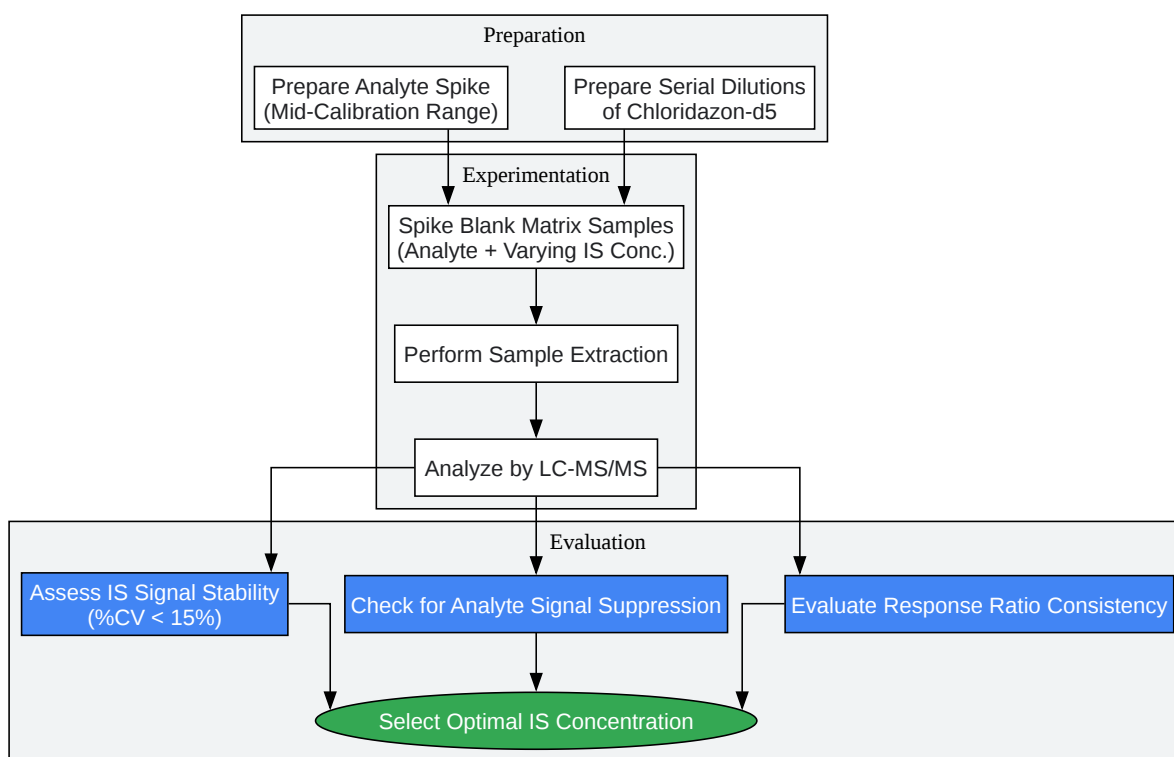 Preparation
Prepare Analyte Spike
(Mid-Calibration Range)
Prepare Serial Dilutions
of Chloridazon-d5
Experimentation
Spike Blank Matrix Samples
(Analyte + Varying IS Conc.)
Perform Sample Extraction
Analyze by LC-MS/MS
Evaluation
Assess IS Signal Stability
(%CV < 15%)
Check for Analyte Signal Suppression
Evaluate Response Ratio Consistency
Select Optimal IS Concentration